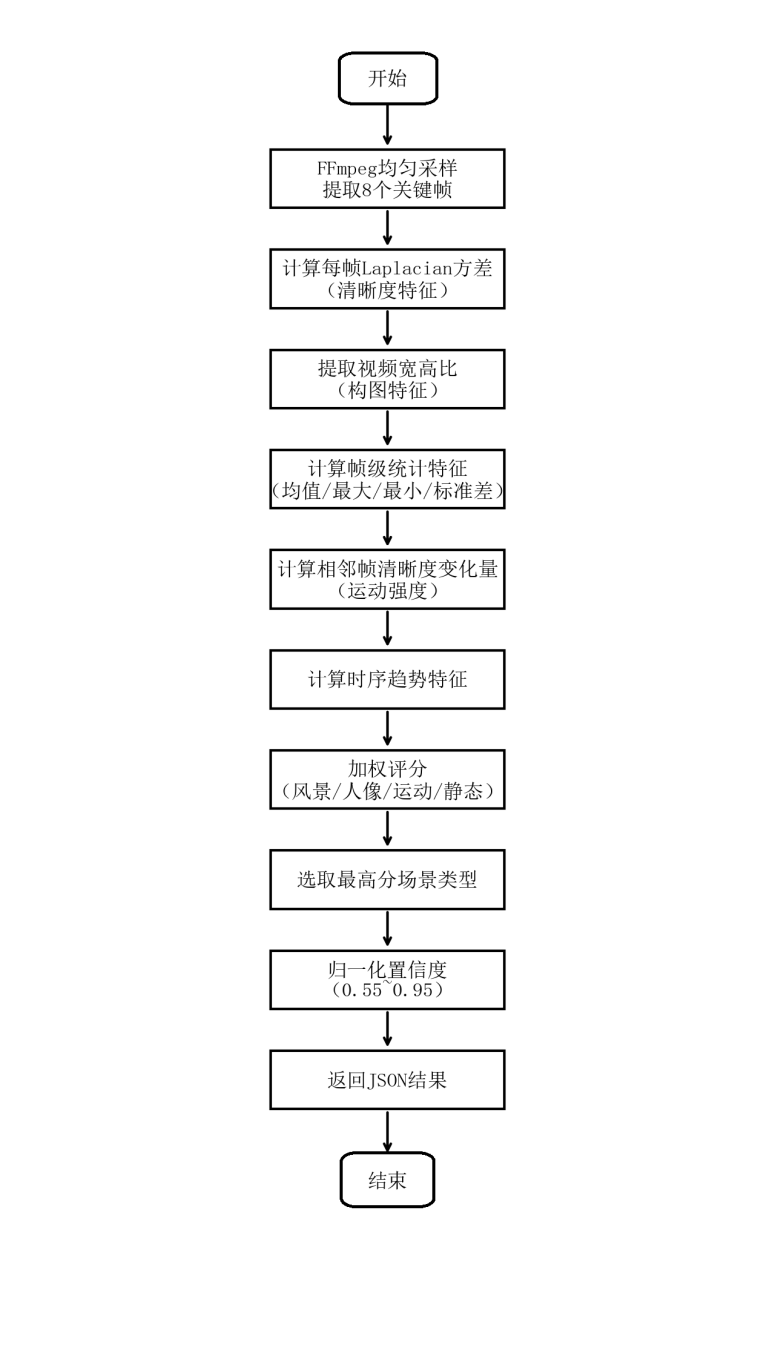 开始
FFmpeg均匀采样
提取8个关键帧
计算每帧Laplacian方差
（清晰度特征）
提取视频宽高比
（构图特征）
计算帧级统计特征
（均值/最大/最小/标准差）
计算相邻帧清晰度变化量
（运动强度）
计算时序趋势特征
加权评分
（风景/人像/运动/静态）
选取最高分场景类型
归一化置信度
（0.55~0.95）
返回JSON结果
结束